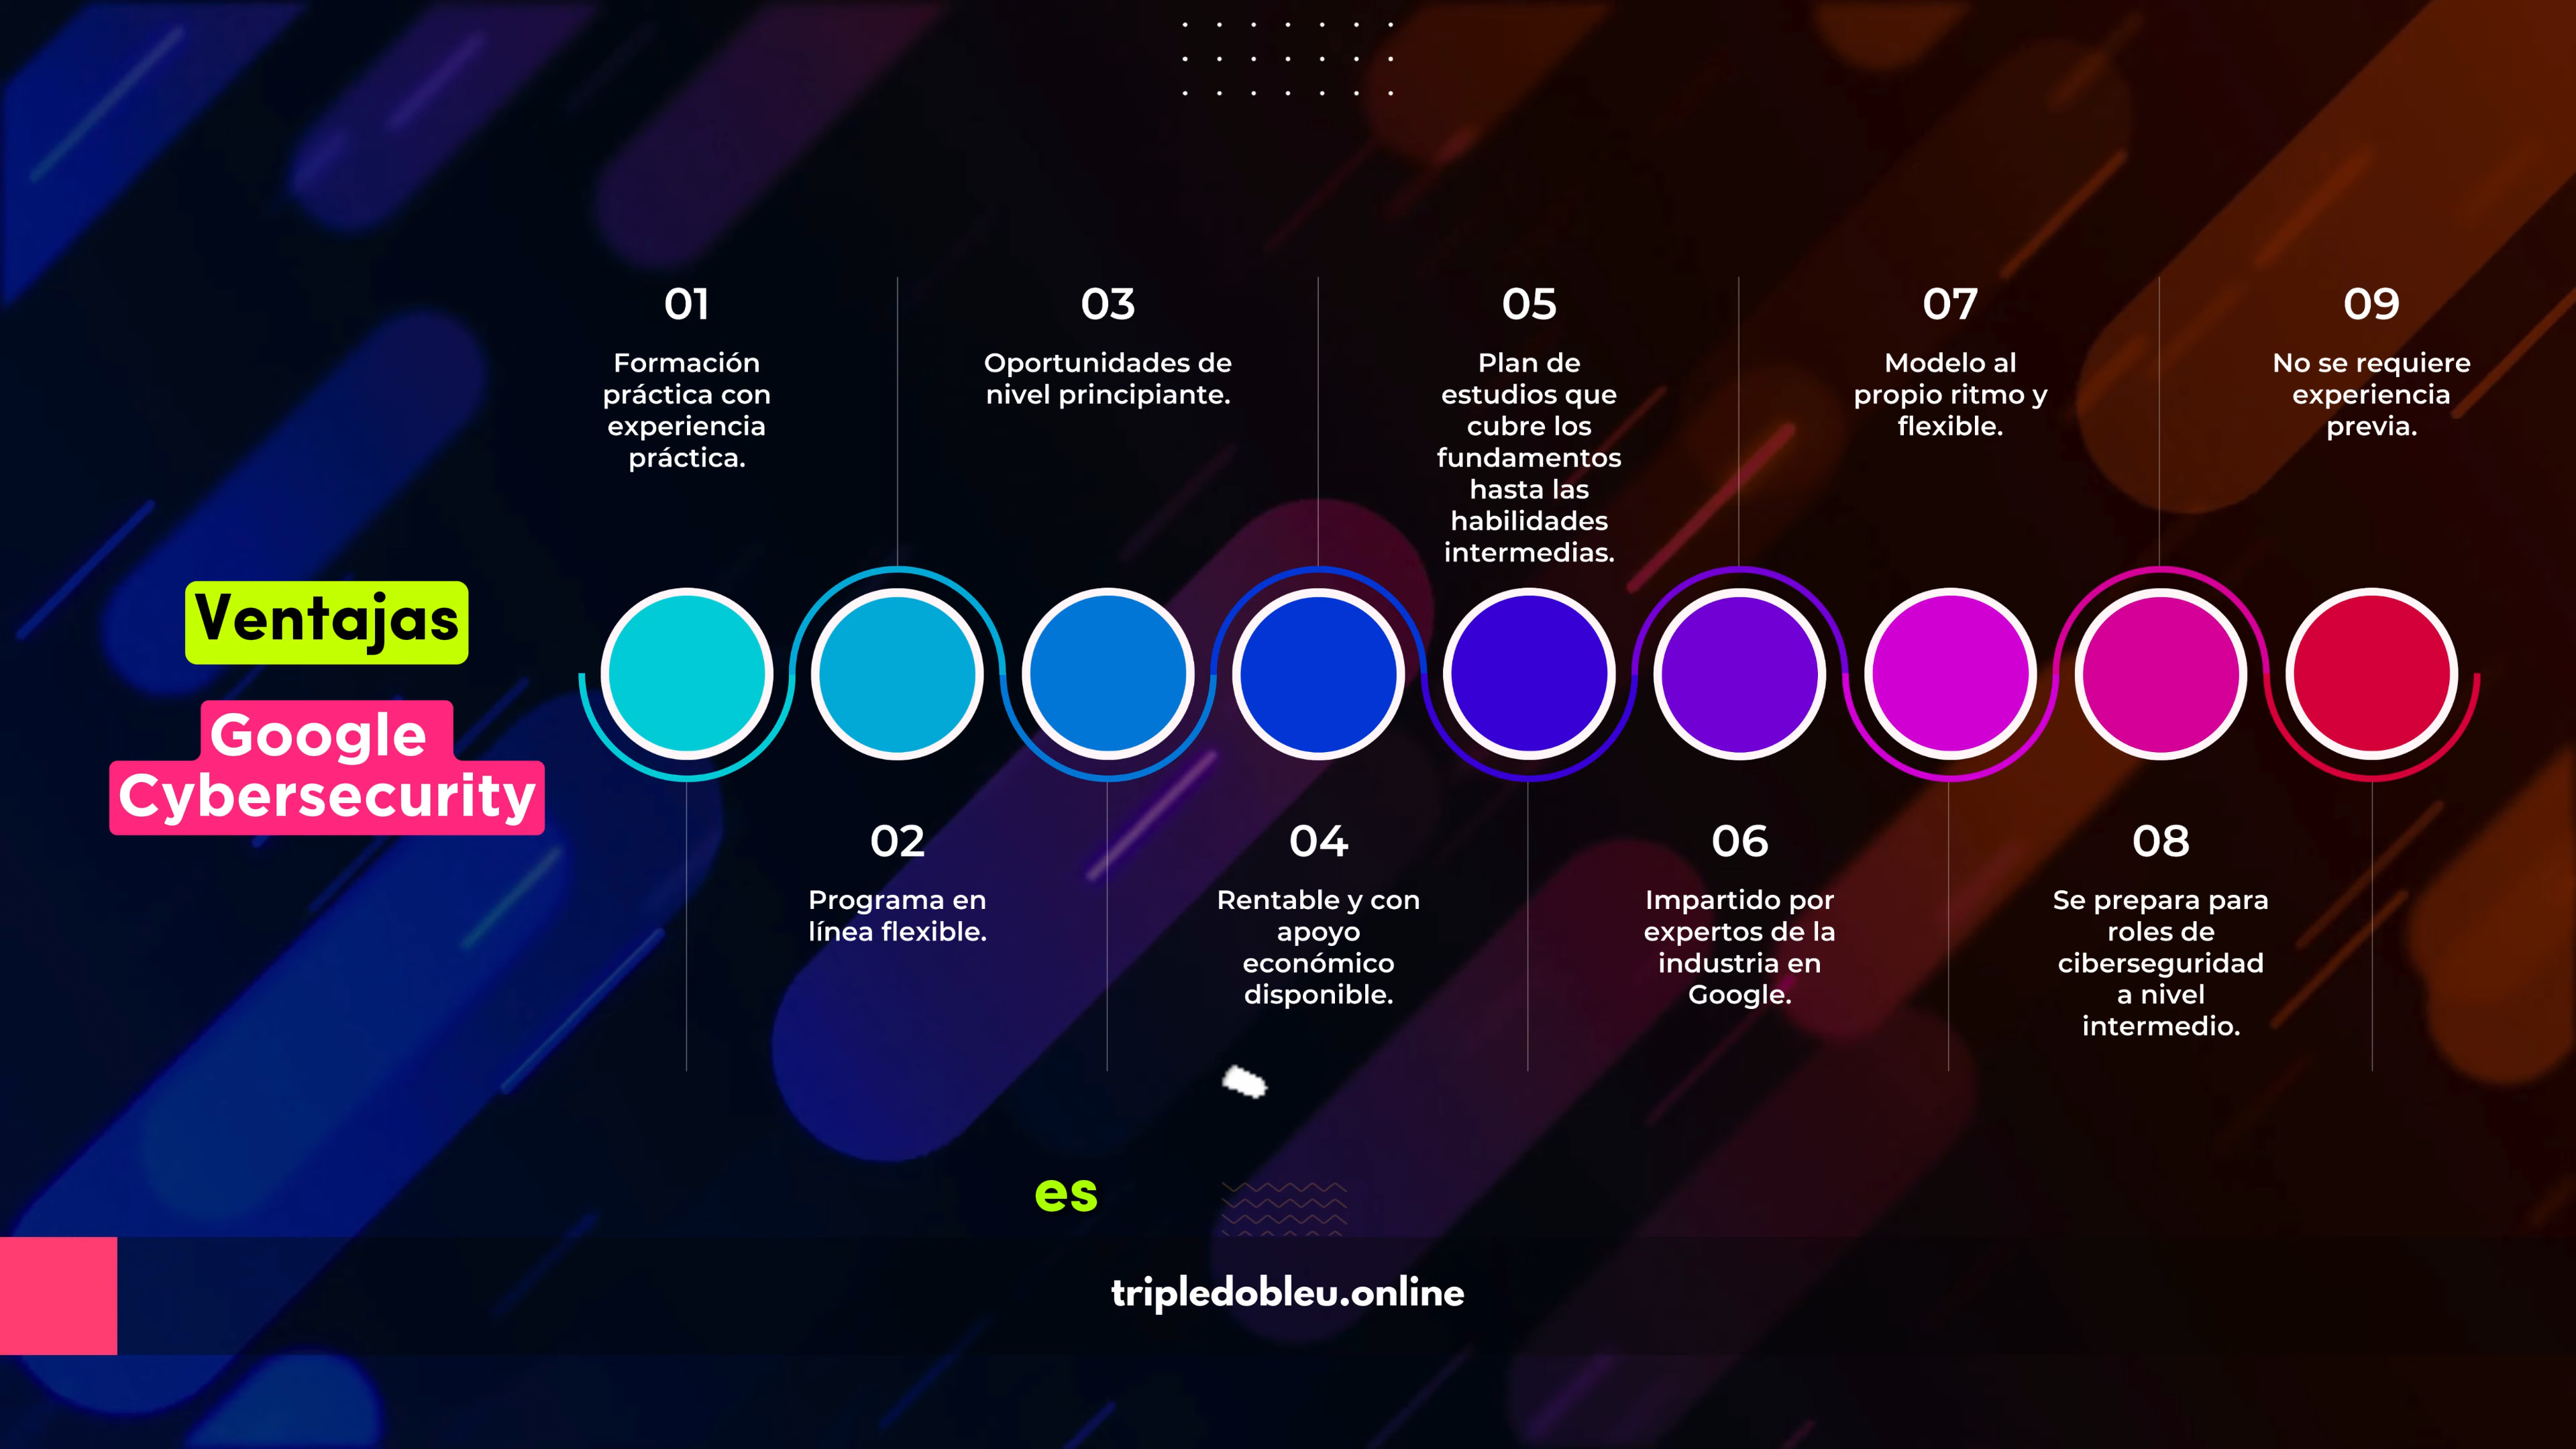 Ventajas
Google
Cybersecurity
01
Formación
práctica con
experiencia
práctica.
02
Programa en
línea flexible.
03
Oportunidades de
nivel principiante.
04
Rentable y con
apoyo
económico
disponible.
05
Plan de
estudios que
cubre los
fundamentos
hasta las
habilidades
intermedias.
06
Impartido por
expertos de la
industria en
Google.
07
Modelo al
propio ritmo y
flexible.
08
Se prepara para
roles de
ciberseguridad
a nivel
intermedio.
09
No se requiere
experiencia
previa.
es
tripledobleu.online